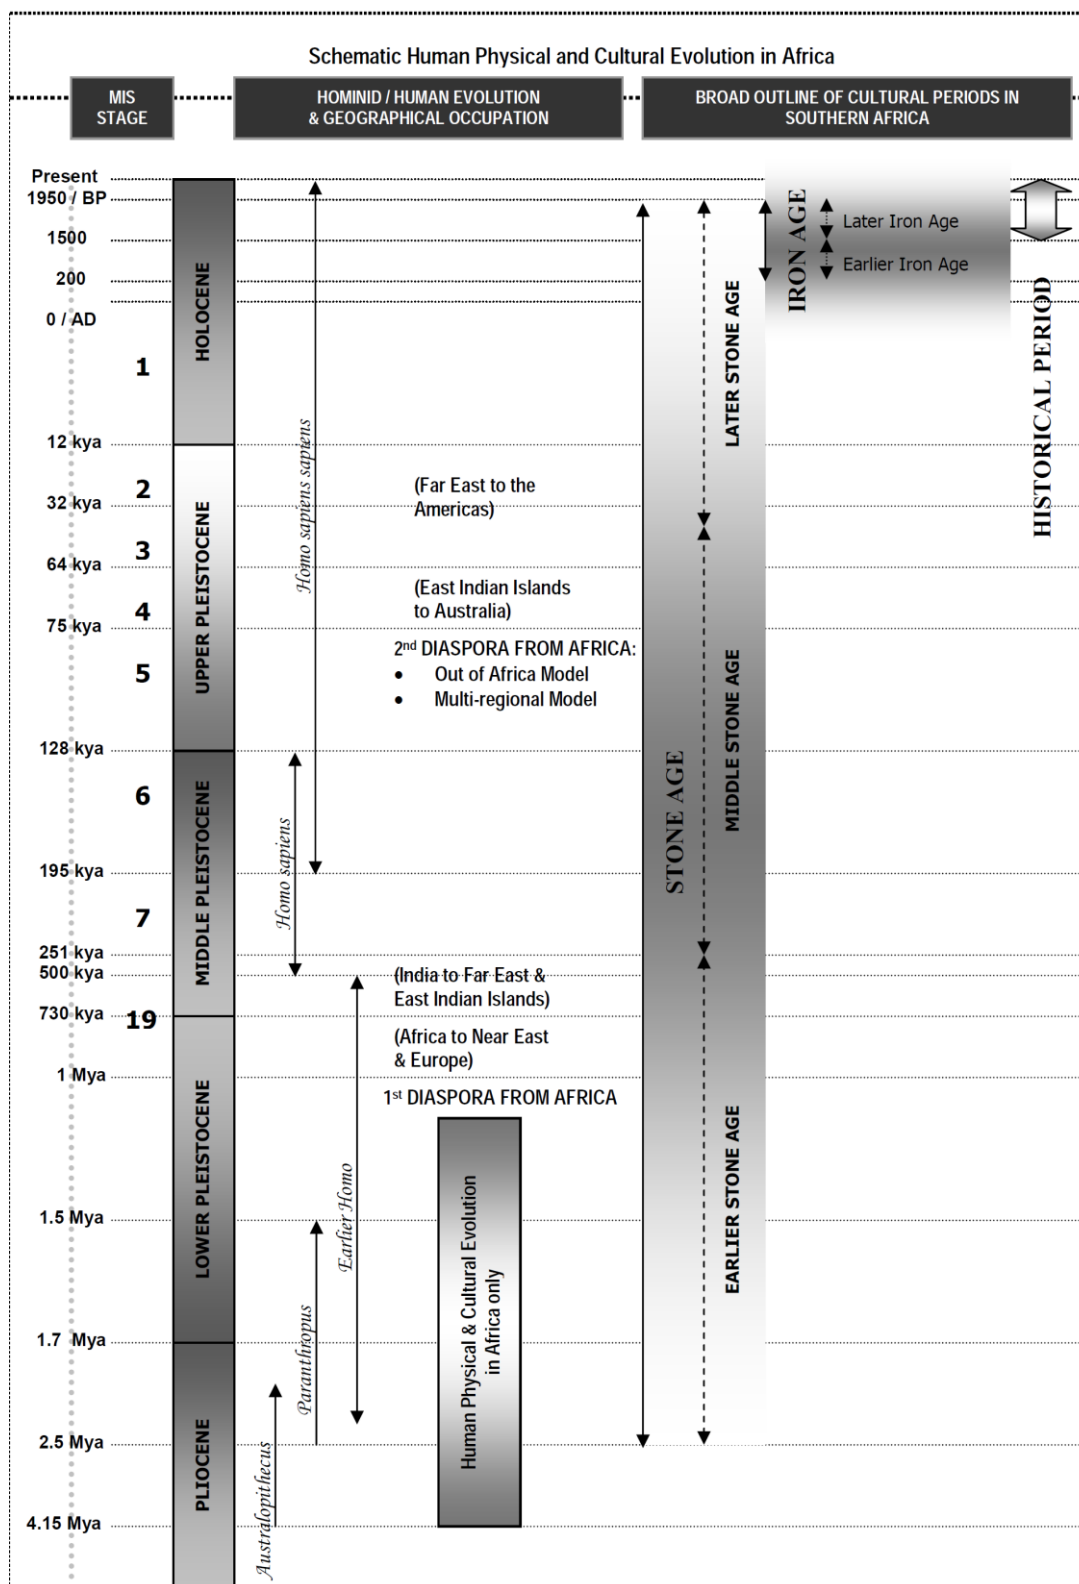 Schematic Human Physical and Cultural Evolution in Africa
MIS
STAGE
HOMINID / HUMAN EVOLUTION
& GEOGRAPHICAL OCCUPATION
BROAD OUTLINE OF CULTURAL PERIODS IN
SOUTHERN AFRICA
Present
1950 / BP
1500
200
0 / AD
12 kya
32 kya
64 kya
75 kya
128 kya
195 kya
251 kya
500 kya
730 kya
1 Mya
1.5 Mya
1.7 Mya
2.5 Mya
4.15 Mya
1
2
3
4
5
6
7
19
HOLOCENE
UPPER PLEISTOCENE
MIDDLE PLEISTOCENE
LOWER PLEISTOCENE
PLIOCENE
Homo sapiens sapiens
Homo sapiens
Earlier Homo
Paranthropus
Australopithecus
(Far East to the
Americas)
(East Indian Islands
to Australia)
2nd DIASPORA FROM AFRICA:
• Out of Africa Model
• Multi-regional Model
(India to Far East &
East Indian Islands)
(Africa to Near East
& Europe)
1st DIASPORA FROM AFRICA
Human Physical & Cultural Evolution
in Africa only
STONE AGE
LATER STONE AGE
MIDDLE STONE AGE
EARLIER STONE AGE
IRON AGE
Later Iron Age
Earlier Iron Age
HISTORICAL PERIOD